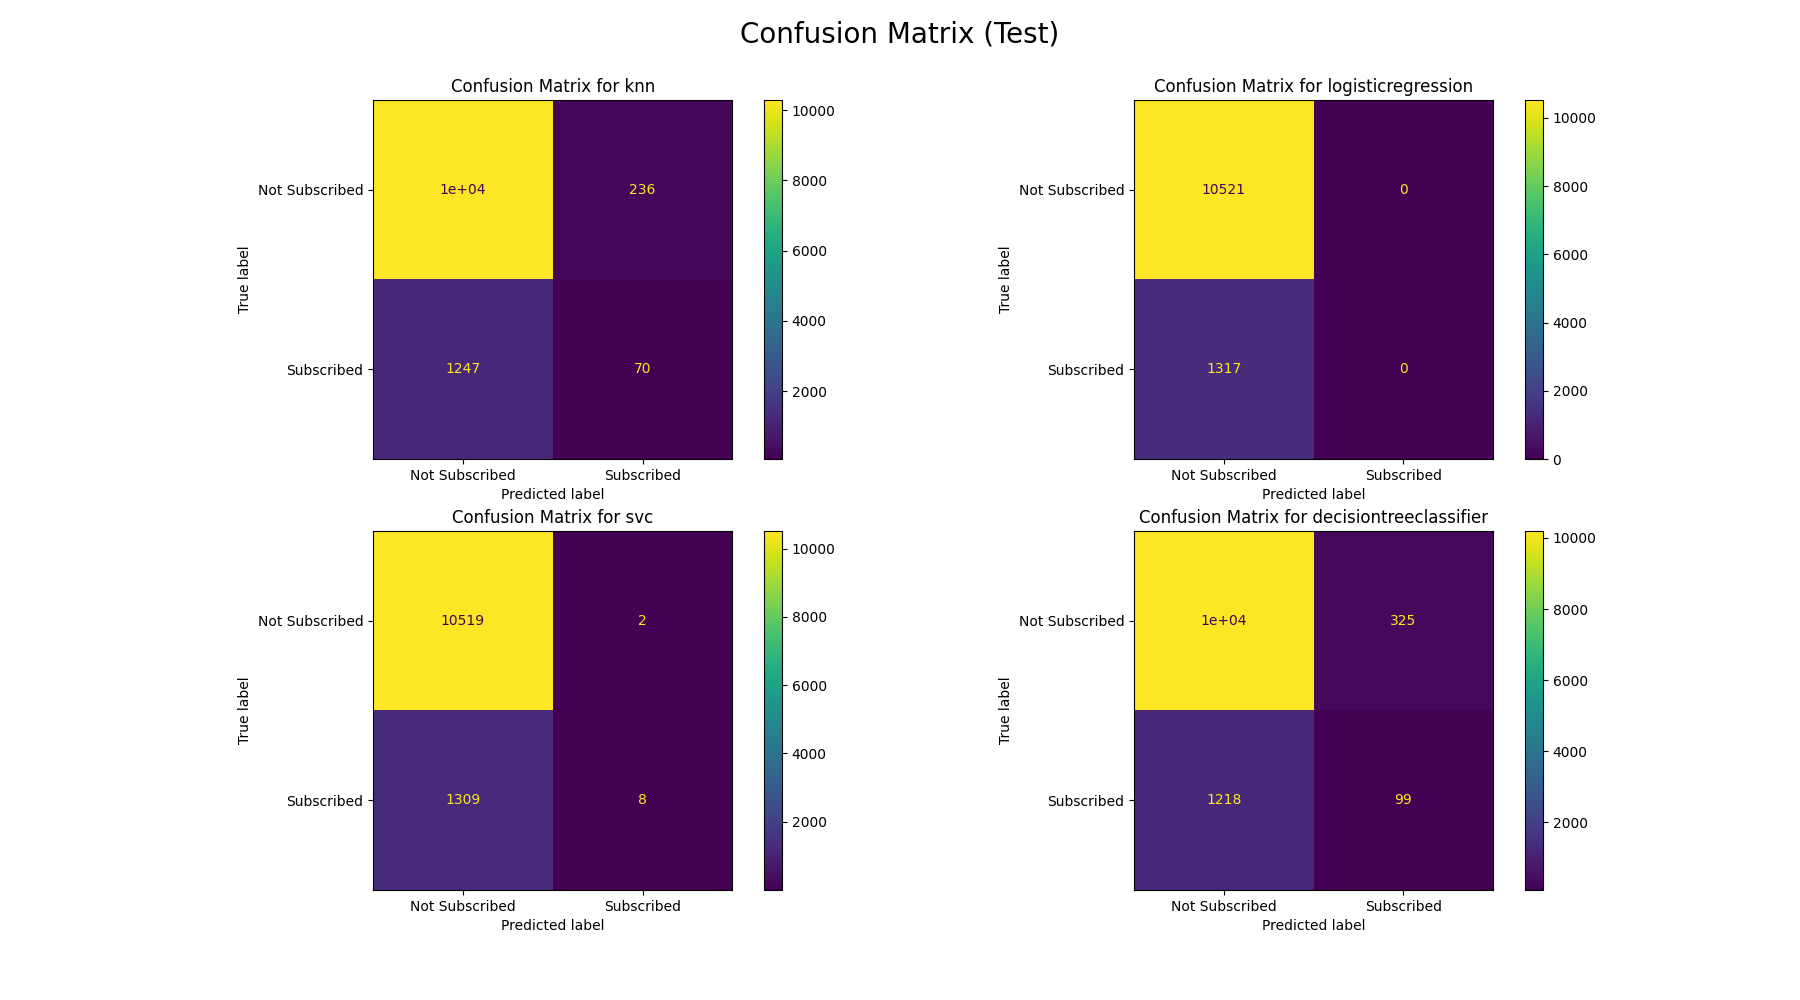 Confusion Matrix (Test)
Confusion Matrix for knn
10000
8000
6000
4000
2000
Not Subscribed
Subscribed
True label
1e+04
236
1247
70
Not Subscribed
Subscribed
Predicted label
Confusion Matrix for logisticregression
10000
8000
6000
4000
2000
0
Not Subscribed
Subscribed
True label
10521
0
1317
0
Not Subscribed
Subscribed
Predicted label
Confusion Matrix for svc
10000
8000
6000
4000
2000
Not Subscribed
Subscribed
True label
10519
2
1309
8
Not Subscribed
Subscribed
Predicted label
Confusion Matrix for decisiontreeclassifier
10000
8000
6000
4000
2000
Not Subscribed
Subscribed
True label
1e+04
325
1218
99
Not Subscribed
Subscribed
Predicted label